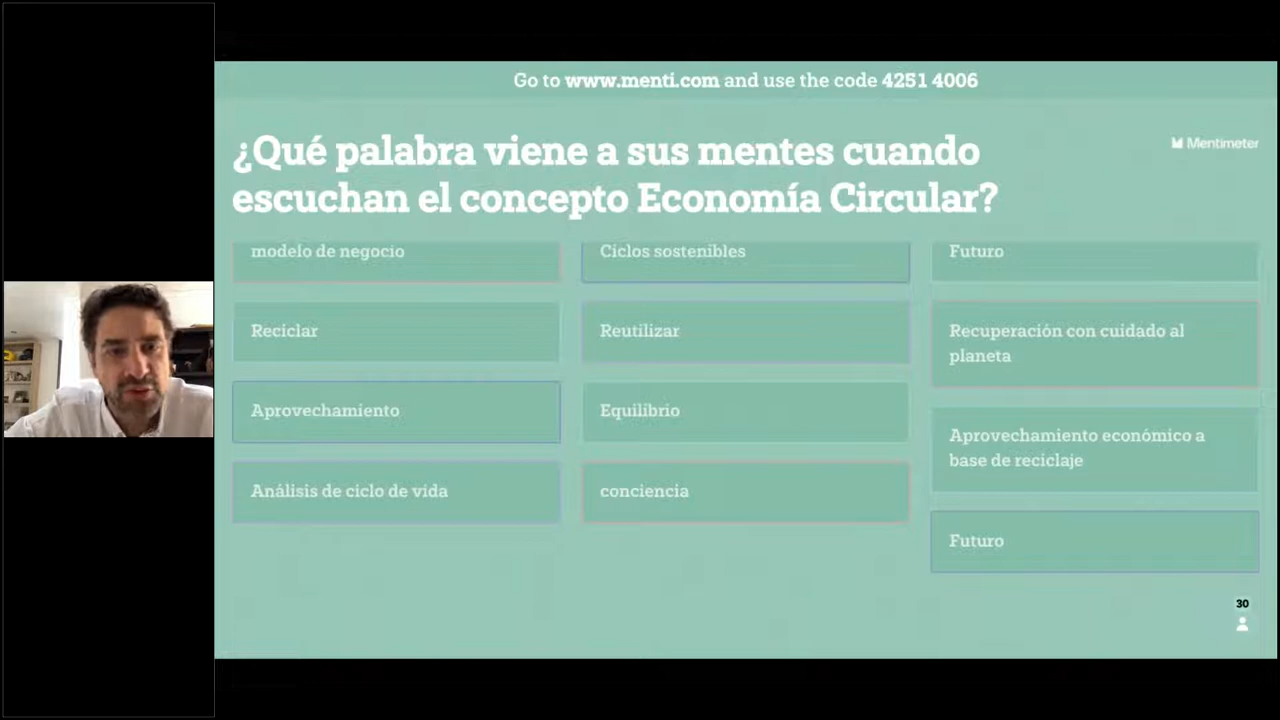 Go to www.menti.com and use the code 4251 4006
¿Qué palabra viene a sus mentes cuando
escuchan el concepto Economía Circular?
Mentimeter
modelo de negocio
Ciclos sostenibles
Futuro
Reciclar
Reutilizar
Recuperación con cuidado al
planeta
Aprovechamiento
Equilibrio
Aprovechamiento económico a
base de reciclaje
Análisis de ciclo de vida
conciencia
Futuro
30